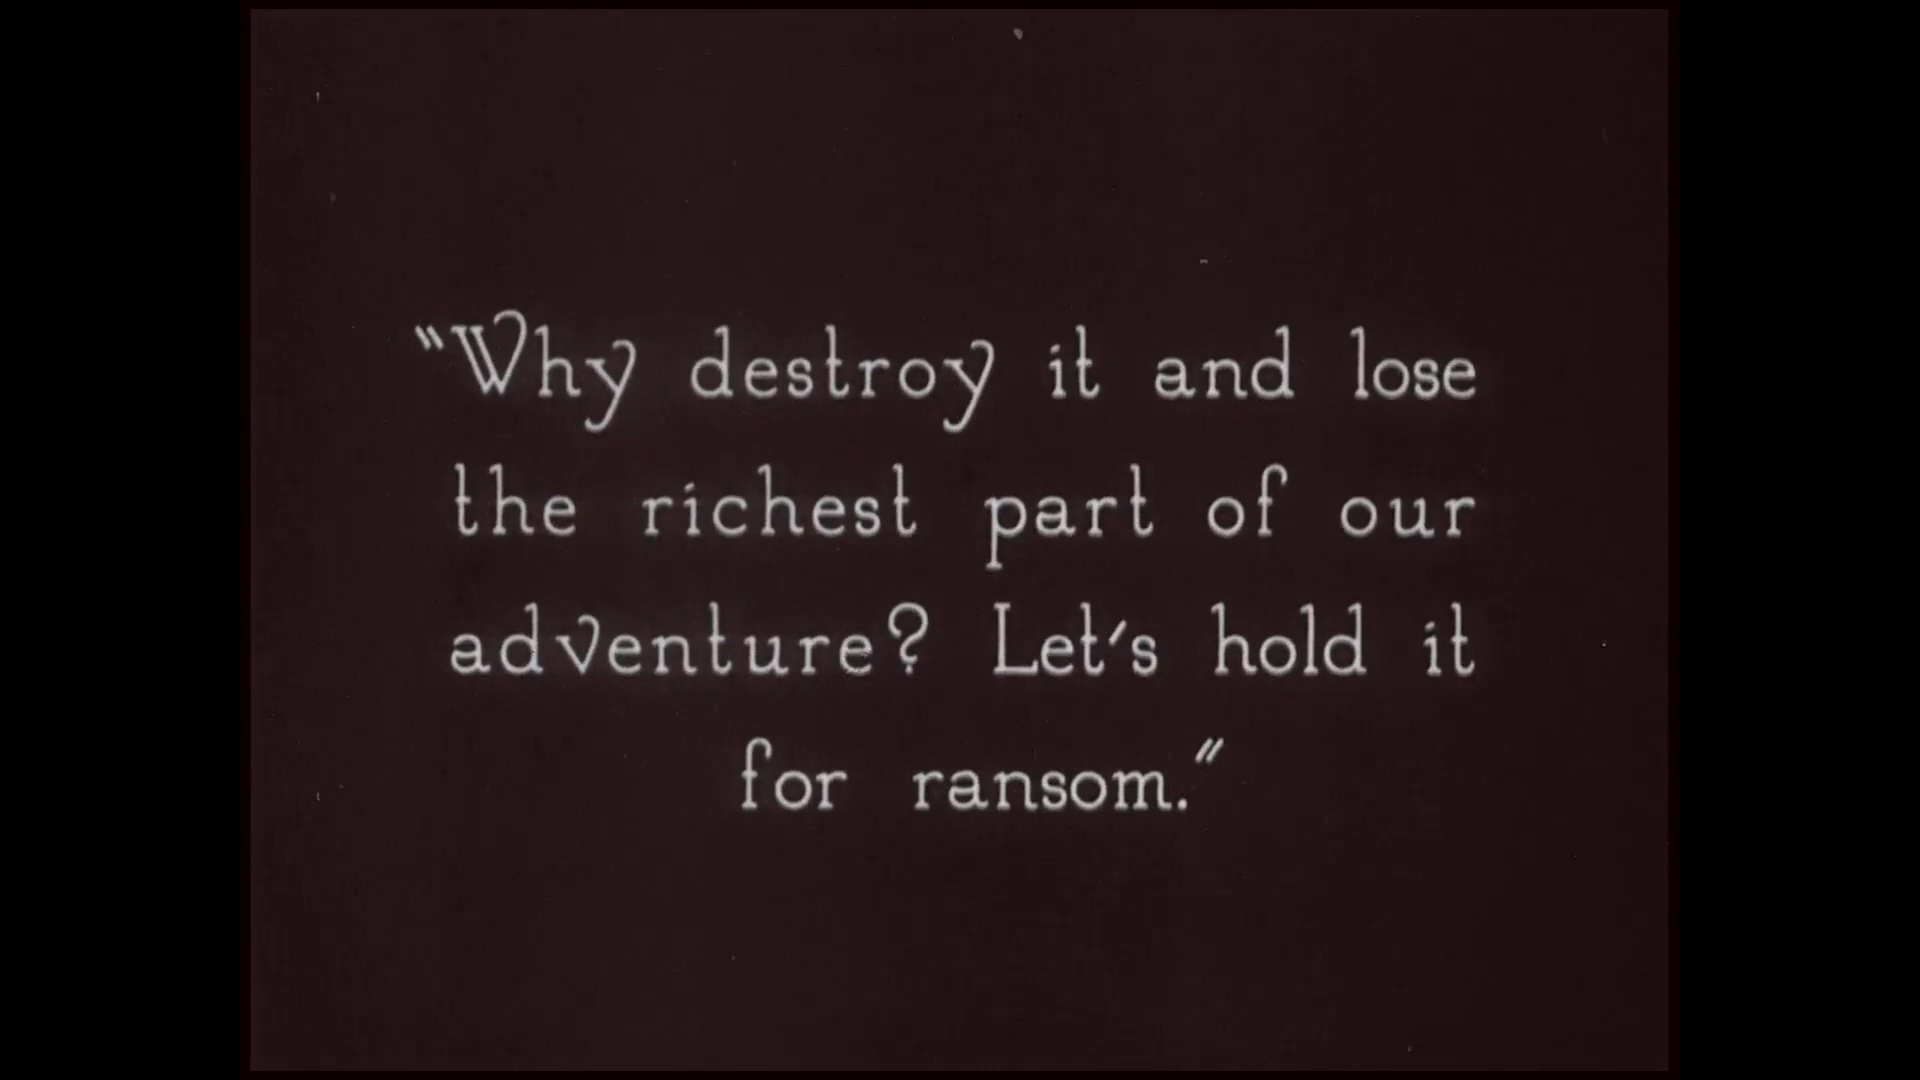 "Why destroy it and lose
the richest part of our
adventure? Let's hold it
for ransom."